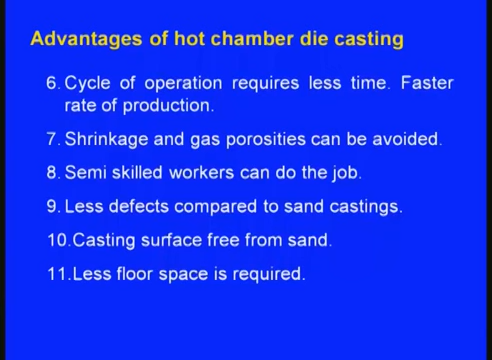 Advantages of hot chamber die casting
6. Cycle of operation requires less time. Faster
rate of production.
7. Shrinkage and gas porosities can be avoided.
8. Semi skilled workers can do the job.
9. Less defects compared to sand castings.
10.Casting surface free from sand.
11.Less floor space is required.